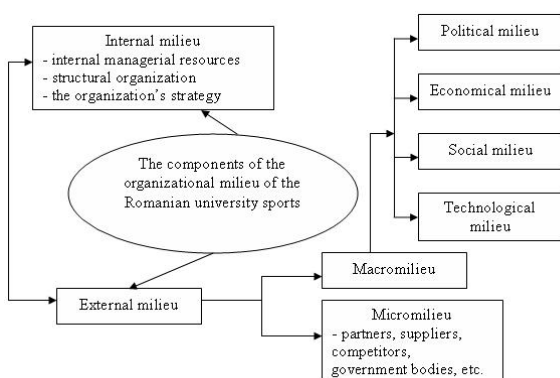 Internal milieu
- internal managerial resources
- structural organization
- the organization's strategy
The components of the
organizational milieu of the
Romanian university sports
External milieu
Political milieu
Economical milieu
Social milieu
Technological
milieu
Macromilieu
Micromilieu
- partners, suppliers,
competitors,
government bodies, etc.